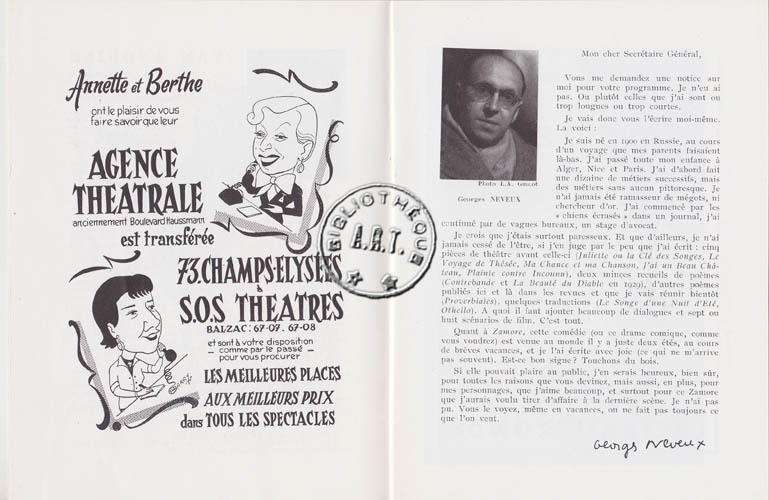 Annette et Berthe
ont le plaisir de vous
faire savoir que leur
AGENCE
THEATRALE
anciennement Boulevard Haussmann
est transférée
73.CHAMPS-ELYSÉES
à
S.O.S THEATRES
BALZAC: 67-07. 67-08
et sont à votre disposition
— comme par le passé —
pour vous procurer
LES MEILLEURES PLACES
AUX MEILLEURS PRIX
dans TOUS LES SPECTACLES
BIBLIOTHÈQUE
A.R.T.
Photo L.A.
Georges NEVEUX
Mon cher Secrétaire Général,
Vous me demandez une notice sur
moi pour votre programme. Je n'en ai
pas. Ou plutôt celles que j'ai sont ou
trop longues ou trop courtes.
Je vais donc vous l'écrire moi-même.
La voici :
Je suis né en 1900 en Russie, au cours
d'un voyage que mes parents faisaient
là-bas. J'ai passé toute mon enfance à
Alger, Nice et Paris. J'ai d'abord fait
une dizaine de métiers successifs, mais
des métiers sans aucun pittoresque. Je
n'ai jamais été ramasseur de mégots, ni
chercheur d'or. J'ai commencé par les
« chiens écrasés » dans un journal, j'ai
continué par de vagues bureaux, un stage d'avocat.
Je crois que j'étais surtout paresseux. Et que d'ailleurs, je n'ai
jamais cessé de l'être, si j'en juge par le peu que j'ai écrit : cinq
pièces de théâtre avant celle-ci (Juliette ou la Clé des Songes, Le
Voyage de Thésée, Ma Chance et ma Chanson, J'ai un Beau Châ-
teau, Plainte contre Inconnu), deux minces recueils de poèmes
(Contrebande et La Beauté du Diable en 1929), d'autres poèmes
publiés ici et là dans les revues et que je vais réunir bientôt
(Proverbiales), quelques traductions (Le Songe d'une Nuit d'Eté,
Othello). A quoi il faut ajouter beaucoup de dialogues et sept ou
huit scénarios de film. C'est tout.
Quant à Zamore, cette comédie (ou ce drame comique, comme
vous voudrez) est venue au monde il y a juste deux étés, au cours
de brèves vacances, et je l'ai écrite avec joie (ce qui ne m'arrive
pas souvent). Est-ce bon signe? Touchons du bois.
Si elle pouvait plaire au public, j'en serais heureux, bien sûr,
pour toutes les raisons que vous devinez, mais aussi, en plus, pour
mes personnages, que j'aime beaucoup, et surtout pour ce Zamore
que j'aurais voulu tirer d'affaire à la dernière scène. Je n'ai pas
pu. Vous le voyez, même en vacances, on ne fait pas toujours ce
que l'on veut.
Georges Neveux